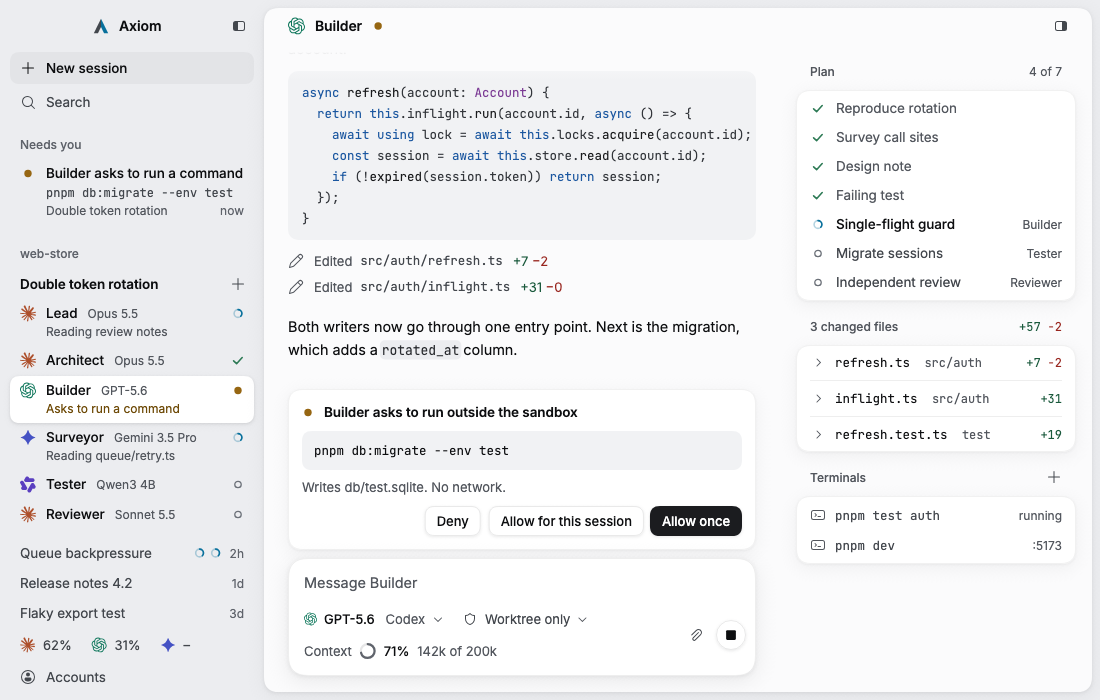 Axiom
New session
Search
Needs you
Builder asks to run a command
pnpm db:migrate --env test
Double token rotation now
web-store
Double token rotation
Lead Opus 5.5
Reading review notes
Architect Opus 5.5
Builder GPT-5.6
Asks to run a command
Surveyor Gemini 3.5 Pro
Reading queue/retry.ts
Tester Qwen3 4B
Reviewer Sonnet 5.5
Queue backpressure 2h
Release notes 4.2 1d
Flaky export test 3d
62% 31% –
Accounts
Builder
async refresh(account: Account) {
  return this.inflight.run(account.id, async () => {
    await using lock = await this.locks.acquire(account.id);
    const session = await this.store.read(account.id);
    if (!expired(session.token)) return session;
  });
}
Edited src/auth/refresh.ts +7 −2
Edited src/auth/inflight.ts +31 −0
Both writers now go through one entry point. Next is the migration,
which adds a rotated_at column.
Builder asks to run outside the sandbox
pnpm db:migrate --env test
Writes db/test.sqlite. No network.
Deny Allow for this session Allow once
Message Builder
GPT-5.6 Codex Worktree only
Context 71% 142k of 200k
Plan 4 of 7
Reproduce rotation
Survey call sites
Design note
Failing test
Single-flight guard Builder
Migrate sessions Tester
Independent review Reviewer
3 changed files +57 -2
refresh.ts src/auth +7 -2
inflight.ts src/auth +31
refresh.test.ts test +19
Terminals
pnpm test auth running
pnpm dev :5173